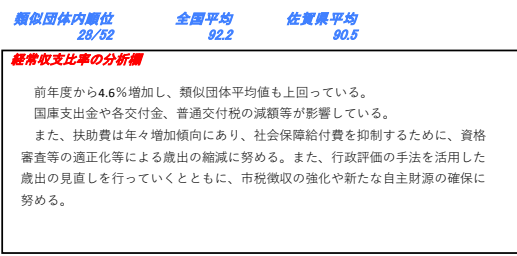 類似団体内順位 全国平均 佐賀県平均
28/52 92.2 90.5
経常収支比率の分析欄
前年度から4.6％増加し、類似団体平均値も上回っている。
国庫支出金や各交付金、普通交付税の減額等が影響している。
また、扶助費は年々増加傾向にあり、社会保障給付費を抑制するために、資格
審査等の適正化等による歳出の縮減に努める。また、行政評価の手法を活用した
歳出の見直しを行っていくとともに、市税徴収の強化や新たな自主財源の確保に
努める。